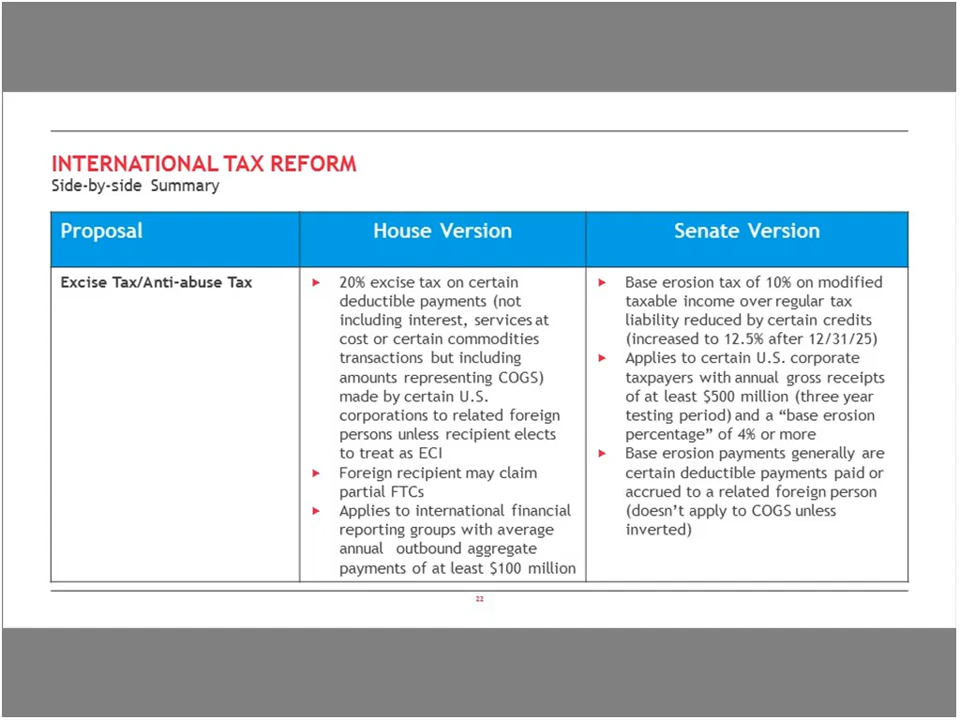 INTERNATIONAL TAX REFORM
Side-by-side Summary
Proposal
House Version
Senate Version
Excise Tax/Anti-abuse Tax
20% excise tax on certain
deductible payments (not
including interest, services at
cost or certain commodities
transactions but including
amounts representing COGS)
made by certain U.S.
corporations to related foreign
persons unless recipient elects
to treat as ECI
Foreign recipient may claim
partial FTCs
Applies to international financial
reporting groups with average
annual outbound aggregate
payments of at least $100 million
Base erosion tax of 10% on modified
taxable income over regular tax
liability reduced by certain credits
(increased to 12.5% after 12/31/25)
Applies to certain U.S. corporate
taxpayers with annual gross receipts
of at least $500 million (three year
testing period) and a “base erosion
percentage” of 4% or more
Base erosion payments generally are
certain deductible payments paid or
accrued to a related foreign person
(doesn’t apply to COGS unless
inverted)
22